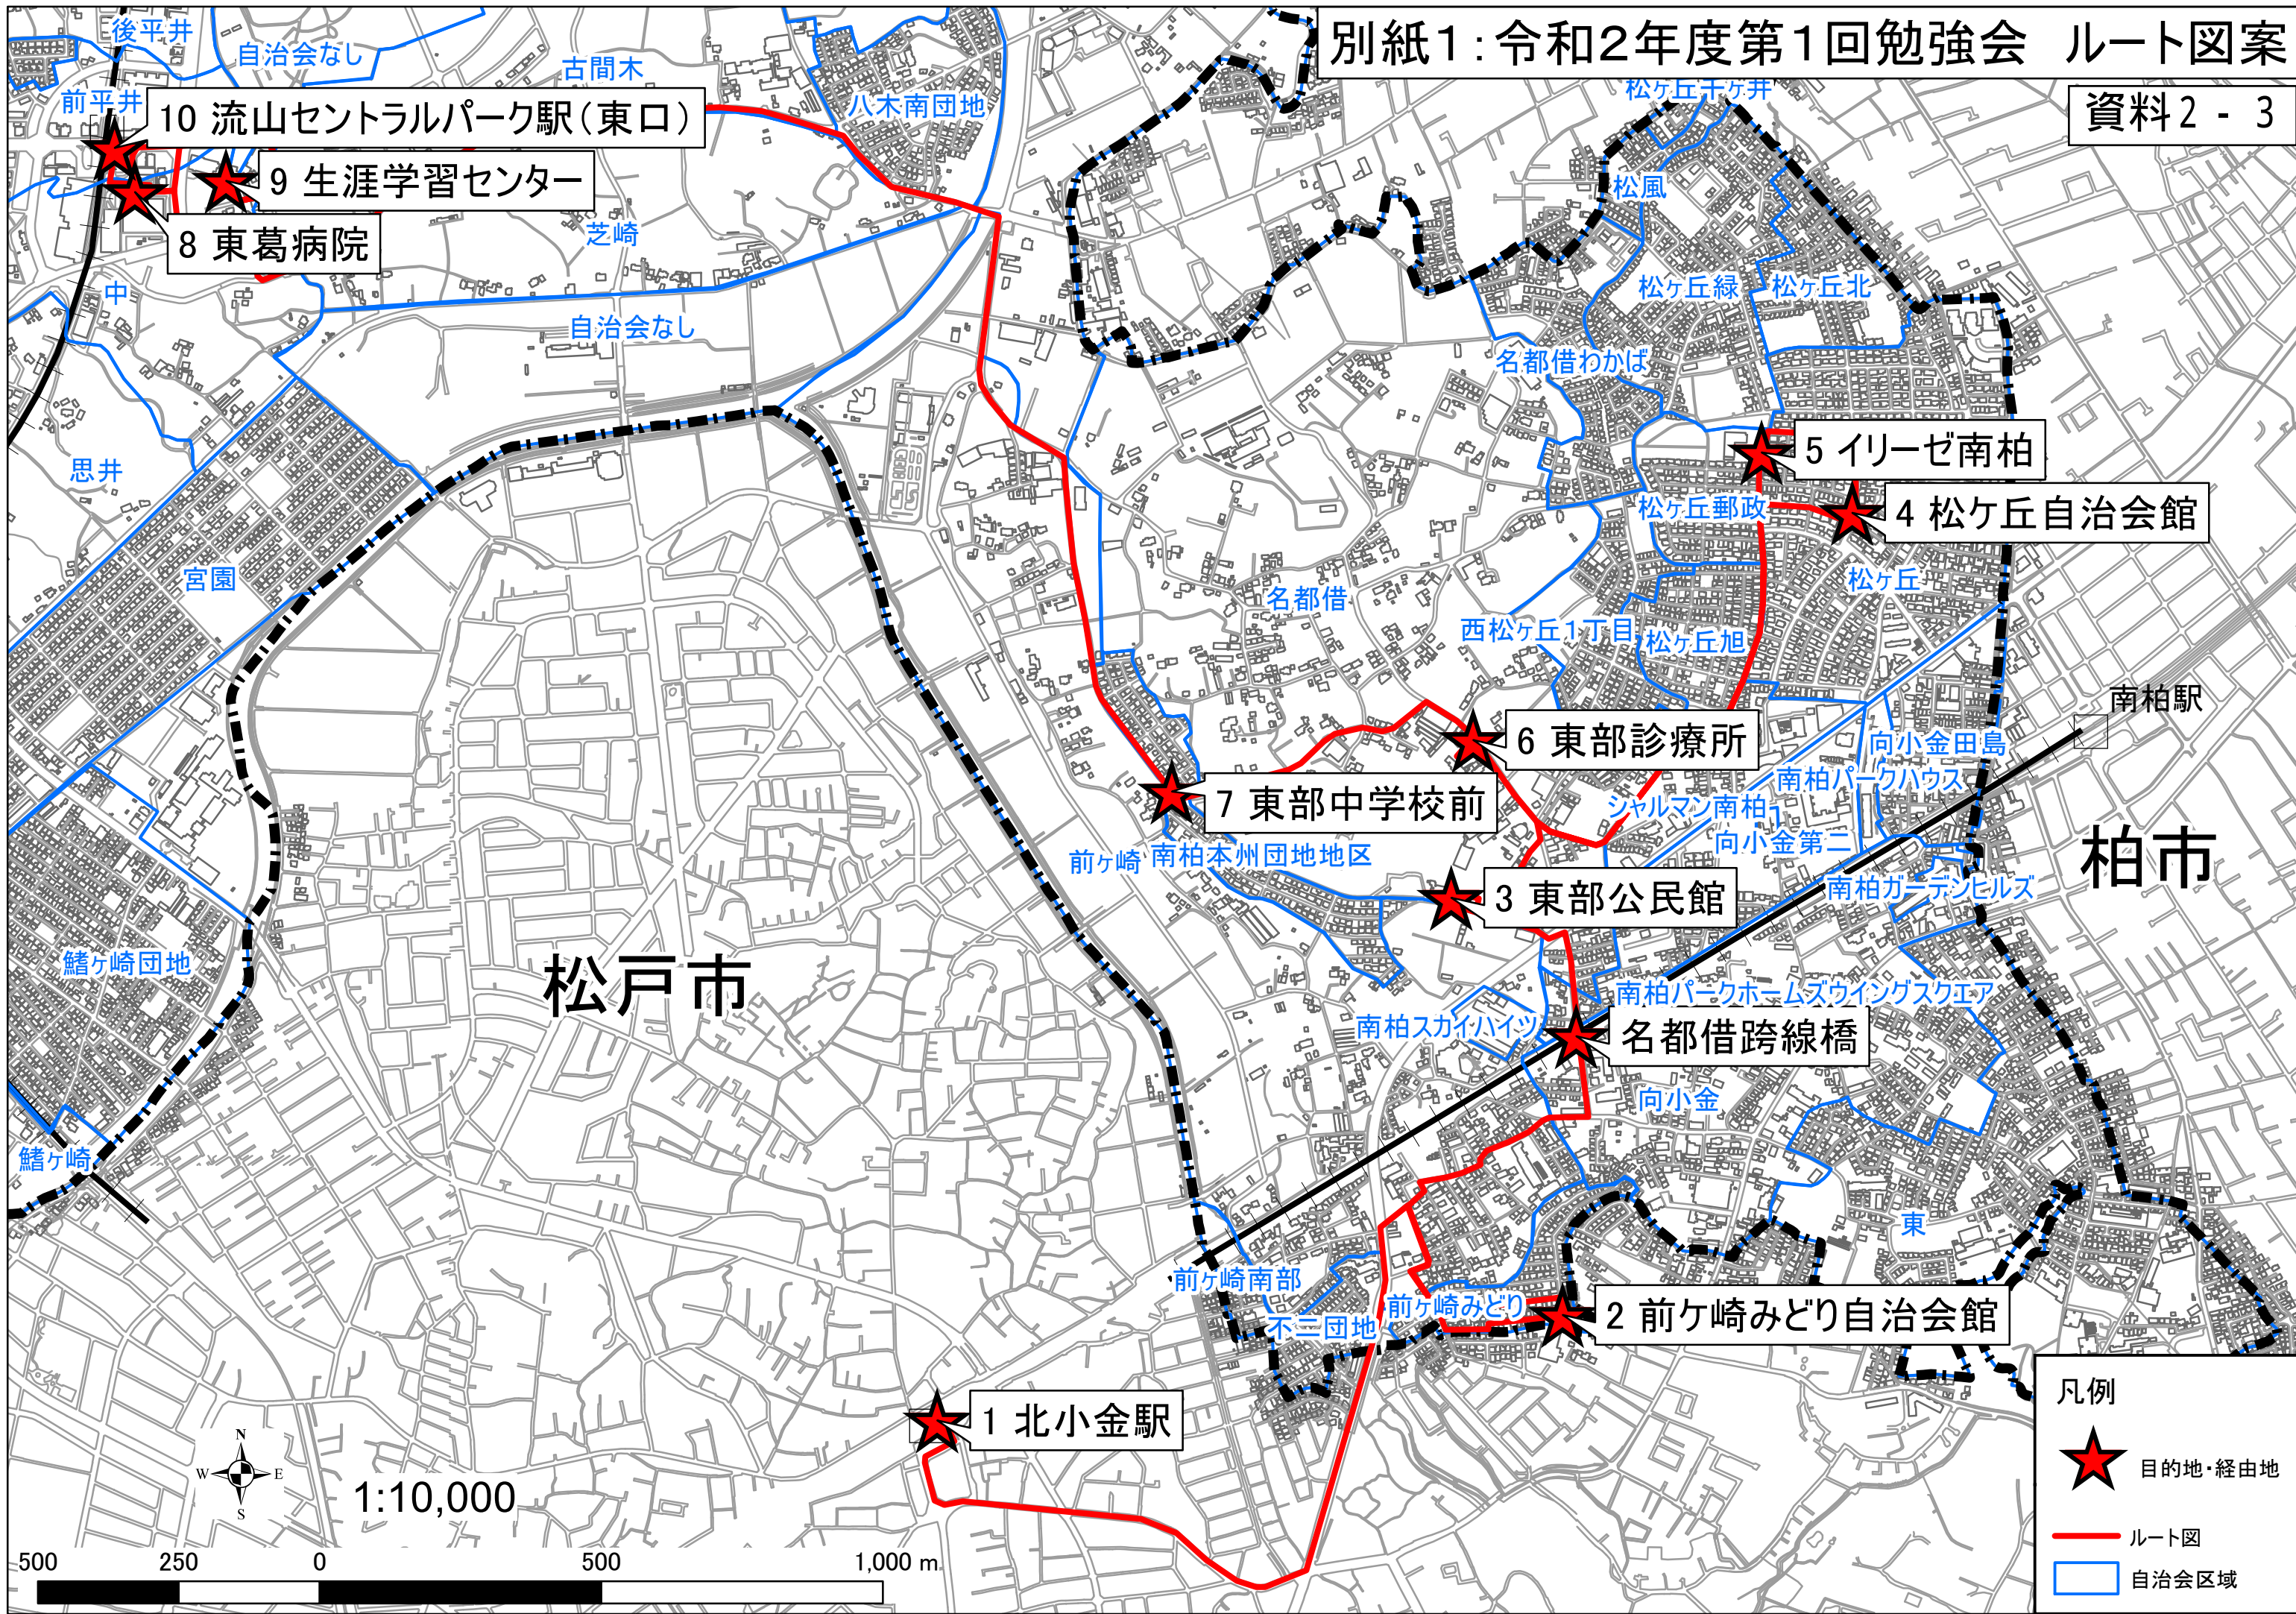 別紙1：令和2年度第1回勉強会　ルート図案
資料2 - 3
後平井
自治会なし
古間木
八木南団地
松ヶ丘千ヶ井
前平井
10 流山セントラルパーク駅（東口）
9 生涯学習センター
8 東葛病院
松風
芝崎
中
自治会なし
松ヶ丘緑
松ヶ丘北
名都借わかば
思井
5 イリーゼ南柏
松ヶ丘郵政
4 松ケ丘自治会館
宮園
名都借
松ヶ丘
西松ヶ丘1丁目
松ヶ丘旭
南柏駅
6 東部診療所
向小金田島
南柏パークハウス
7 東部中学校前
シャルマン南柏
向小金第二
柏市
前ヶ崎
南柏本州団地地区
3 東部公民館
南柏ガーデンヒルズ
鰭ヶ崎団地
松戸市
南柏パークホームズウイングスクエア
南柏スカイハイツ
名都借跨線橋
向小金
鰭ヶ崎
東
前ヶ崎南部
前ヶ崎みどり
不二団地
2 前ケ崎みどり自治会館
1 北小金駅
凡例
目的地・経由地
ルート図
自治会区域
N
W
E
S
1:10,000
500
250
0
500
1,000 m